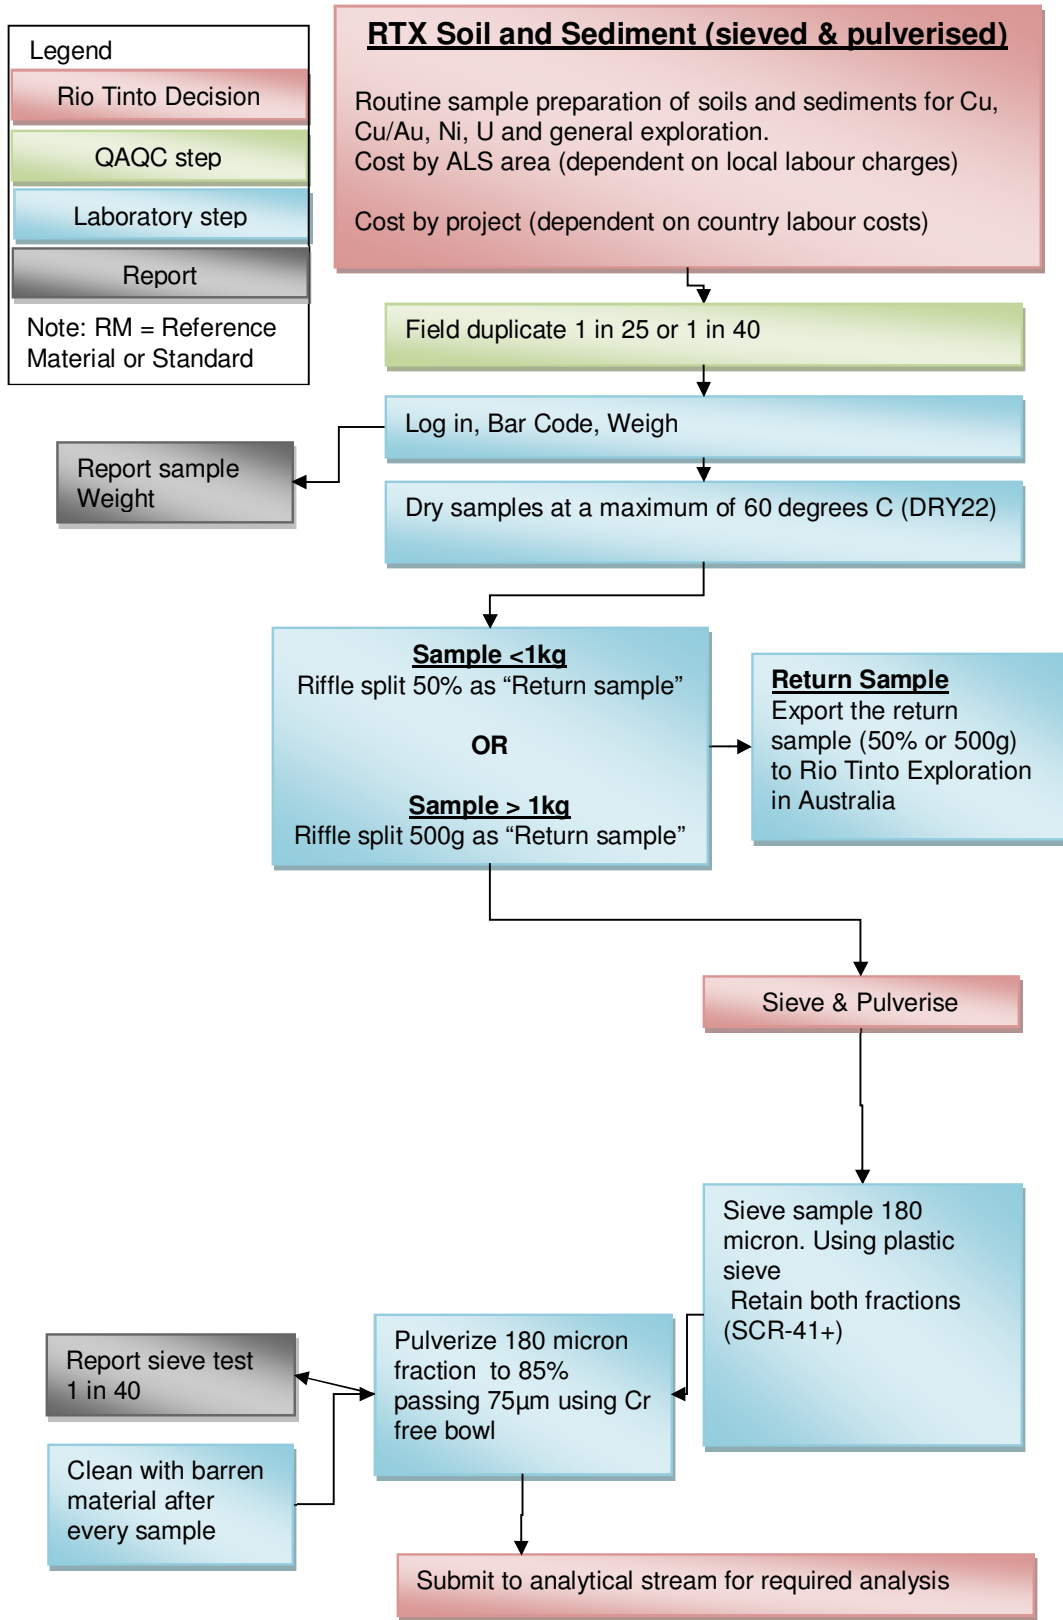 Legend
Rio Tinto Decision
QAQC step
Laboratory step
Report
Note: RM = Reference
Material or Standard
RTX Soil and Sediment (sieved & pulverised)
Routine sample preparation of soils and sediments for Cu,
Cu/Au, Ni, U and general exploration.
Cost by ALS area (dependent on local labour charges)
Cost by project (dependent on country labour costs)
Field duplicate 1 in 25 or 1 in 40
Log in, Bar Code, Weigh
Report sample
Weight
Dry samples at a maximum of 60 degrees C (DRY22)
Sample <1kg
Riffle split 50% as “Return sample”
OR
Sample > 1kg
Riffle split 500g as “Return sample”
Return Sample
Export the return
sample (50% or 500g)
to Rio Tinto Exploration
in Australia
Sieve & Pulverise
Sieve sample 180
micron. Using plastic
sieve
Retain both fractions
(SCR-41+)
Pulverize 180 micron
fraction to 85%
passing 75µm using Cr
free bowl
Report sieve test
1 in 40
Clean with barren
material after
every sample
Submit to analytical stream for required analysis